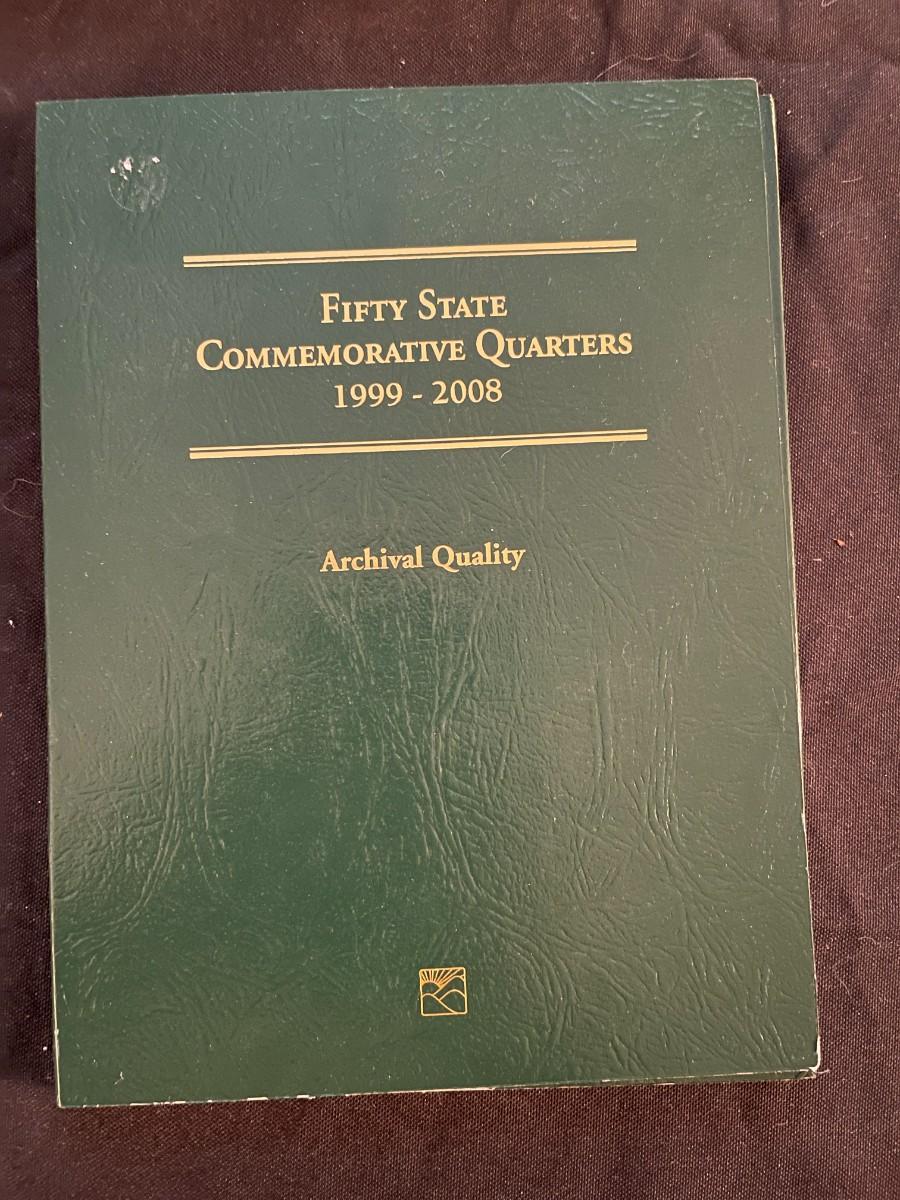 Fifty State
Commemorative Quarters
1999 - 2008
Archival Quality